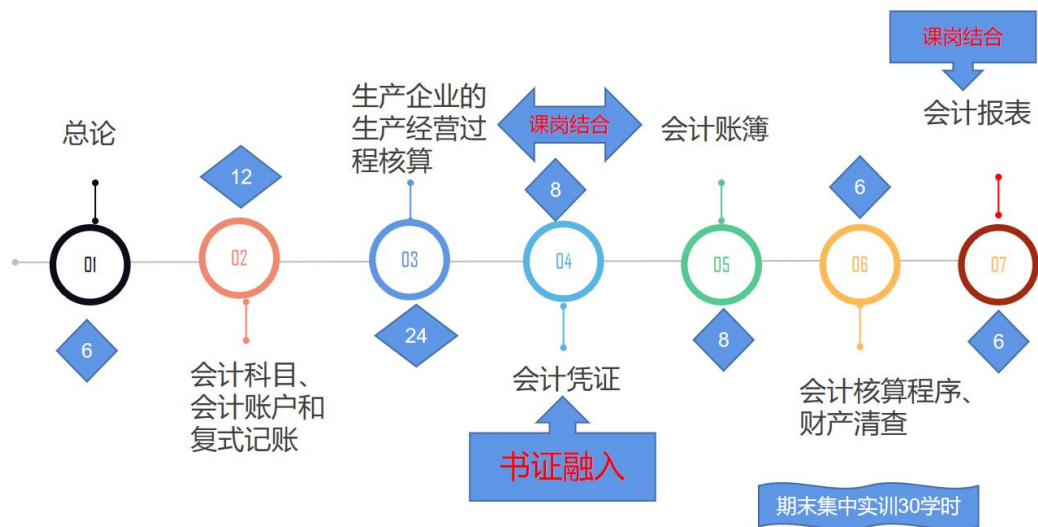 课岗结合
总论
生产企业的
生产经营过
程核算
课岗结合
会计账簿
会计报表
12
8
6
01
02
03
04
05
06
07
6
24
8
6
会计科目、
会计账户和
复式记账
会计凭证
会计核算程序、
财产清查
书证融入
期末集中实训30学时